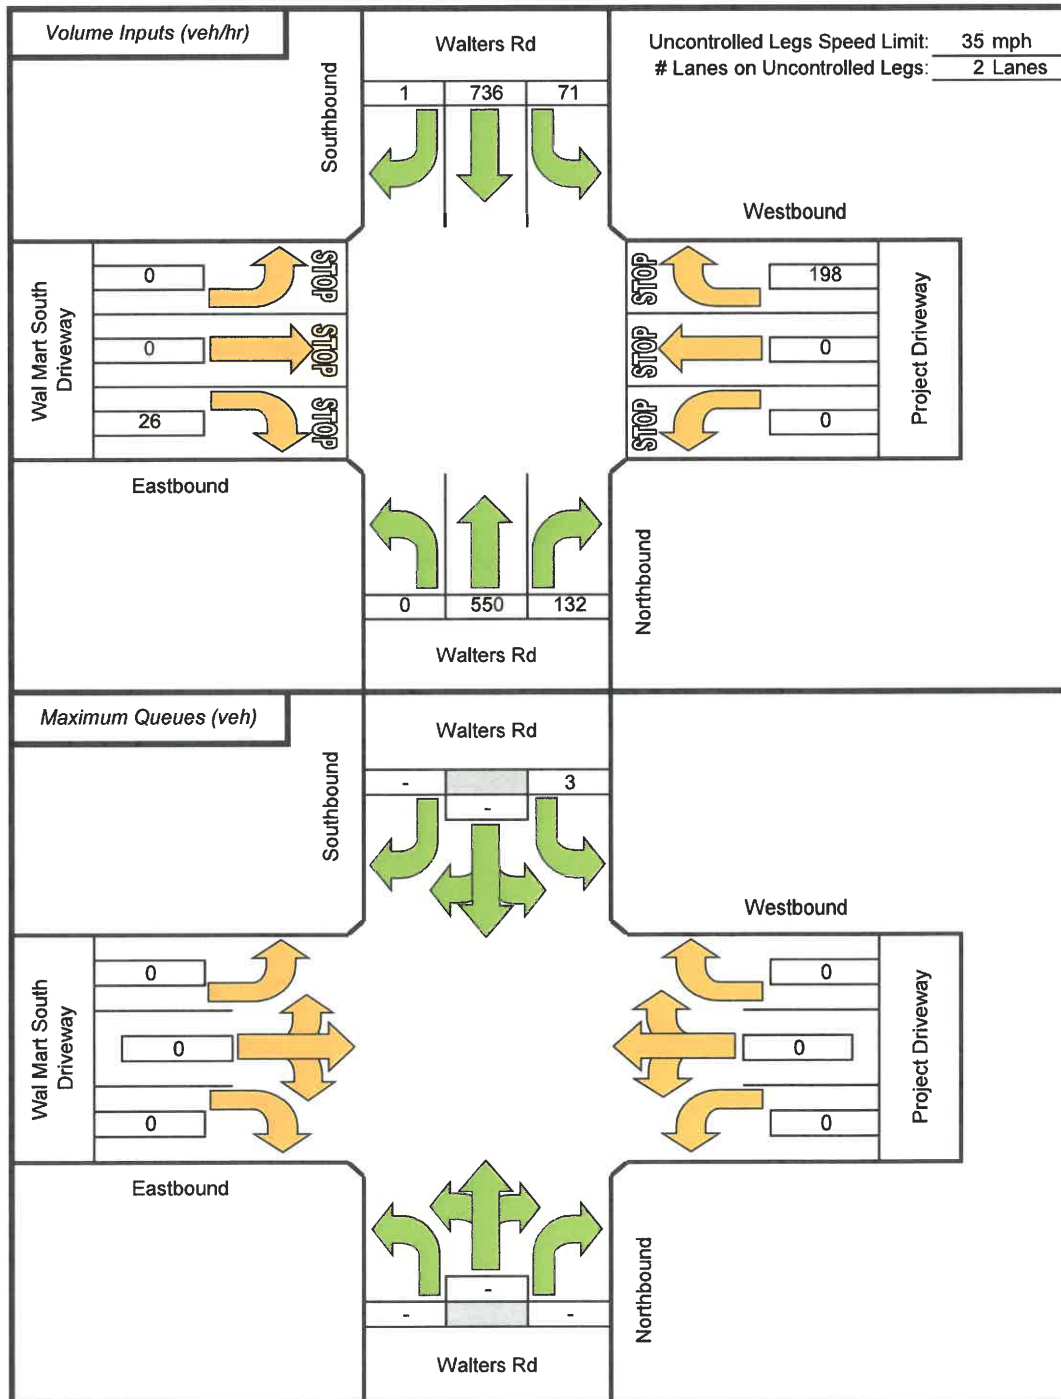 Volume Inputs (veh/hr)
Walters Rd
Uncontrolled Legs Speed Limit: 35 mph
# Lanes on Uncontrolled Legs: 2 Lanes
Southbound
1 736 71
Westbound
Wal Mart South
Driveway
0
STOP
0
STOP
26
STOP
STOP
198
STOP
0
STOP
0
Project Driveway
Eastbound
Northbound
0 550 132
Walters Rd
Maximum Queues (veh)
Walters Rd
Southbound
- 3
-
Westbound
Wal Mart South
Driveway
0
0
0
0
0
0
Project Driveway
Eastbound
Northbound
-
- -
Walters Rd